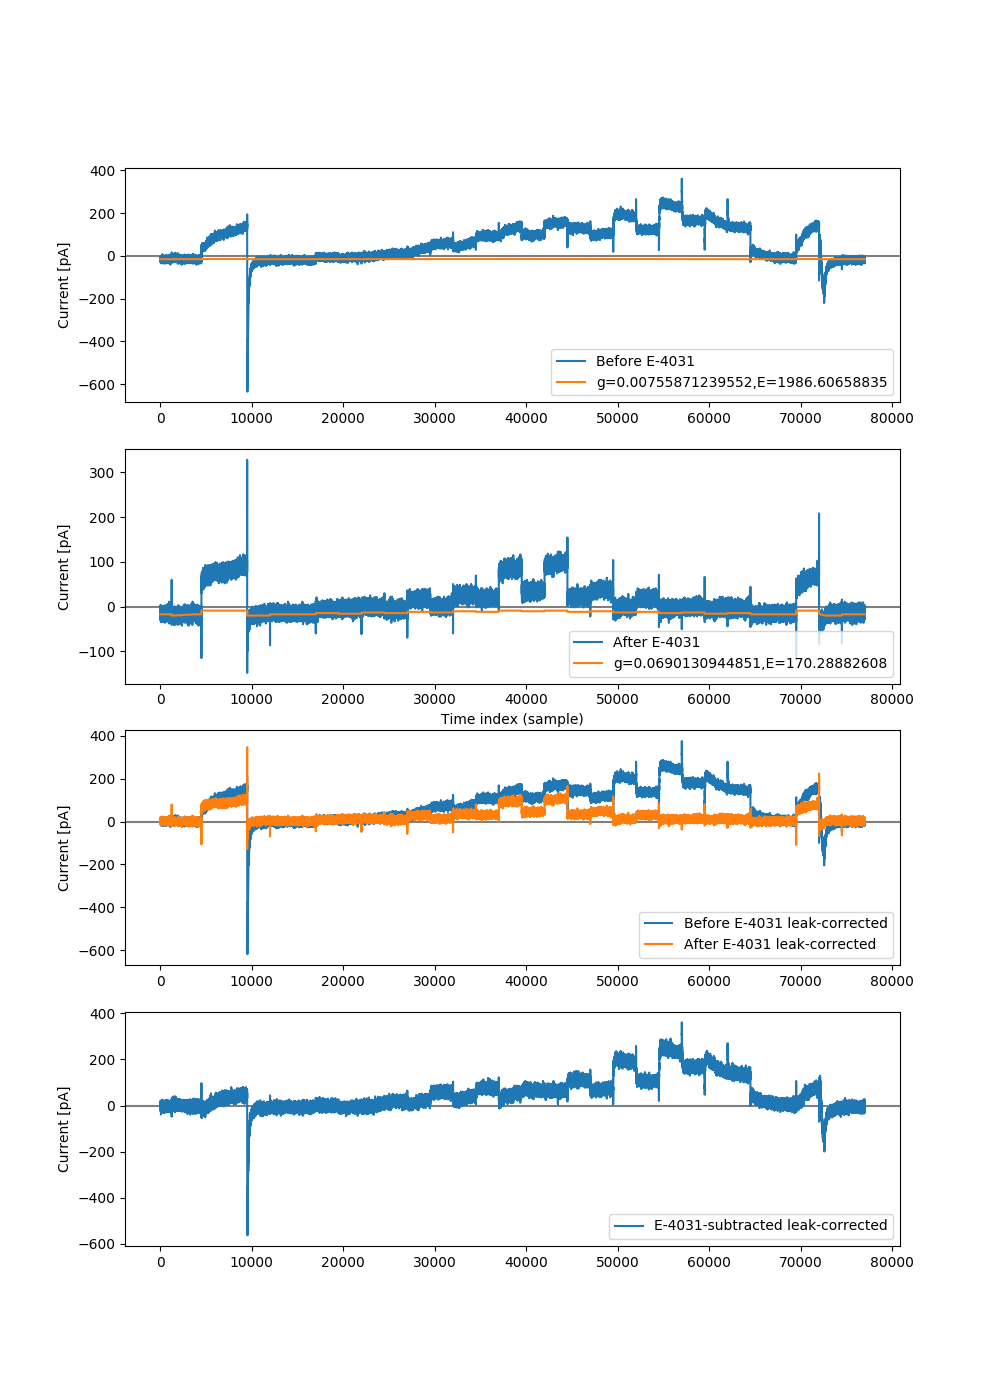 400
200
0
−200
−400
−600
Current [pA]
Before E-4031
g=0.00755871239552,E=1986.60658835
0 10000 20000 30000 40000 50000 60000 70000 80000
300
200
100
0
−100
Current [pA]
After E-4031
g=0.0690130944851,E=170.28882608
0 10000 20000 30000 40000 50000 60000 70000 80000
Time index (sample)
400
200
0
−200
−400
−600
Current [pA]
Before E-4031 leak-corrected
After E-4031 leak-corrected
0 10000 20000 30000 40000 50000 60000 70000 80000
400
200
0
−200
−400
−600
Current [pA]
E-4031-subtracted leak-corrected
0 10000 20000 30000 40000 50000 60000 70000 80000